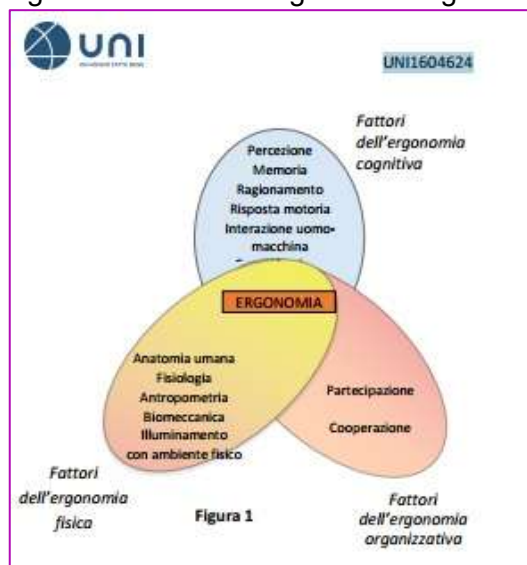 UNI
UNI1604624
Fattori
dell'ergonomia
cognitiva
Percezione
Memoria
Ragionamento
Risposta motoria
Interazione uomo-
macchina
ERGONOMIA
Anatomia umana
Fisiologia
Antropometria
Biomeccanica
Illuminamento
con ambiente fisico
Partecipazione
Cooperazione
Fattori
dell'ergonomia
fisica
Figura 1
Fattori
dell'ergonomia
organizzativa